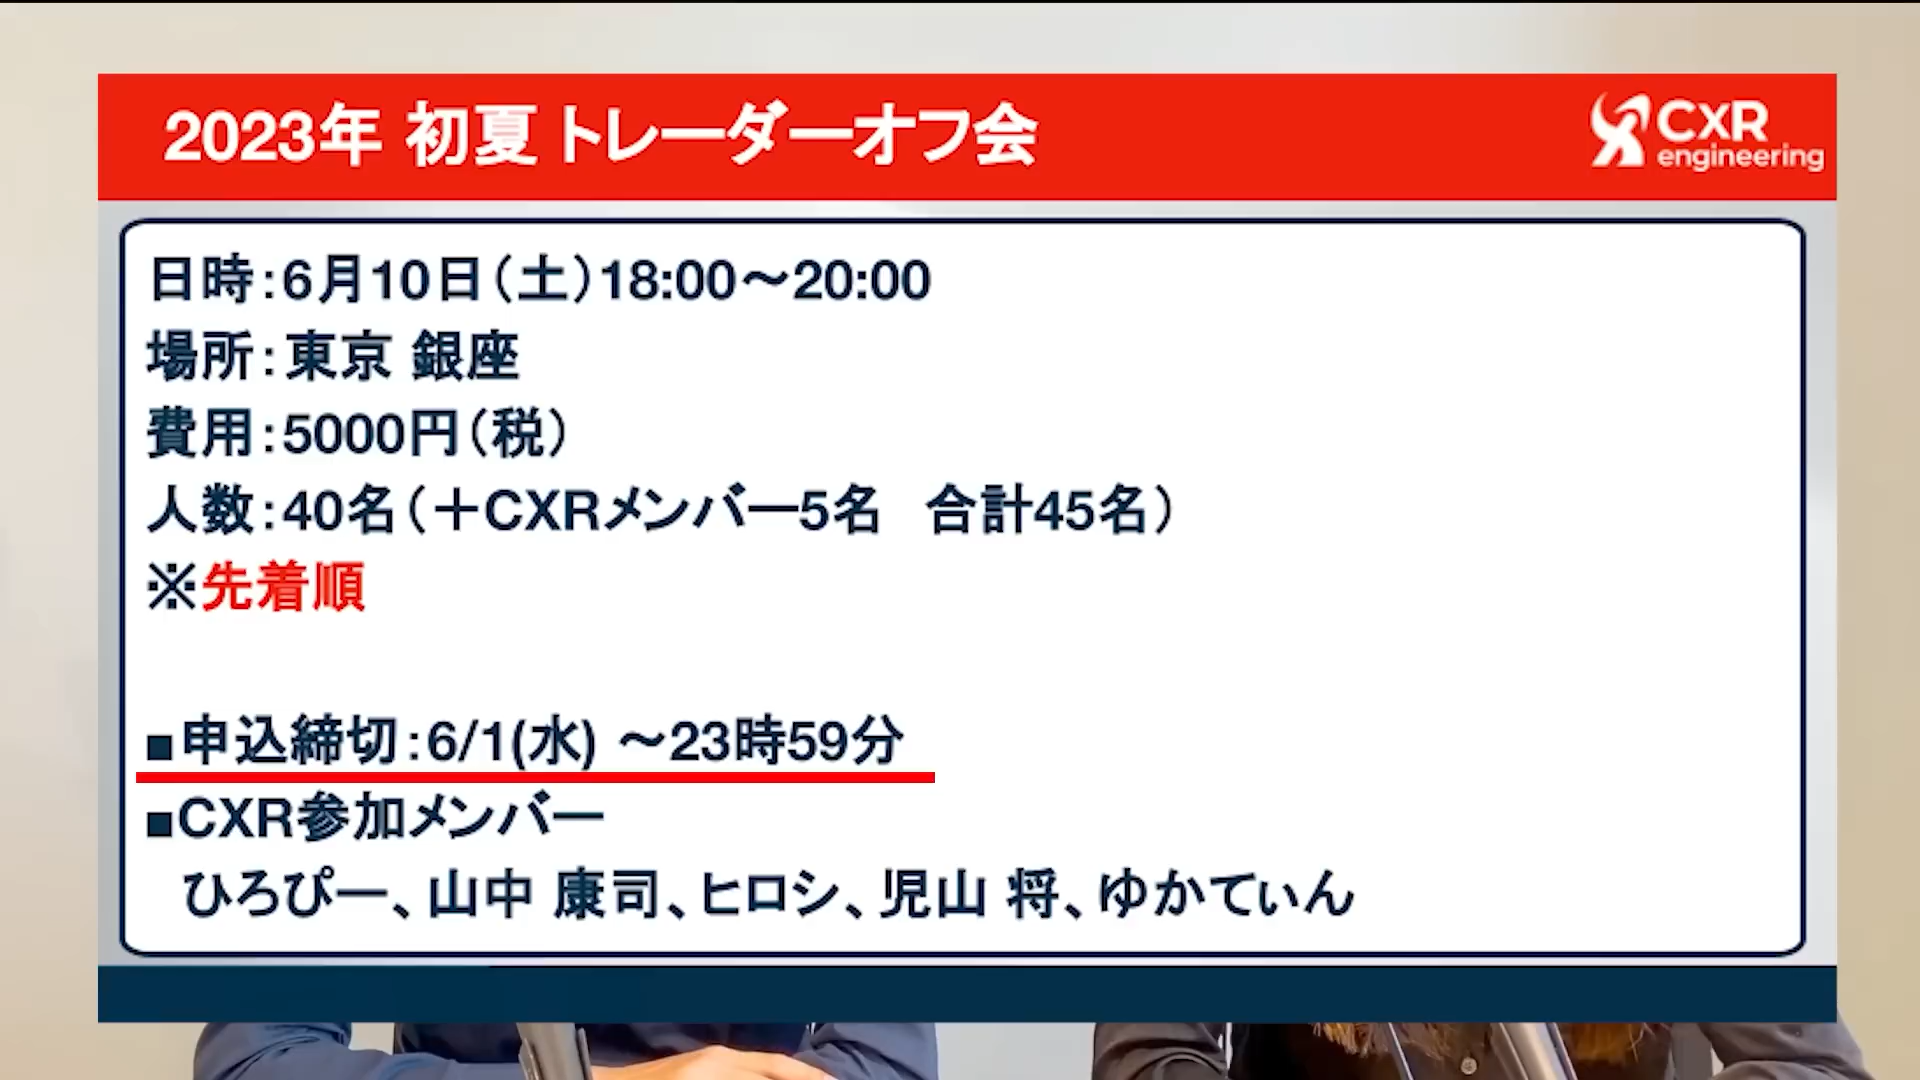 2023年 初夏 トレーダーオフ会
CXR
engineering
日時：6月10日（土）18:00〜20:00
場所：東京 銀座
費用：5000円（税）
人数：40名（＋CXRメンバー5名　合計45名）
※先着順
■申込締切：6/1(水) 〜23時59分
■CXR参加メンバー
ひろぴー、山中 康司、ヒロシ、児山 将、ゆかてぃん